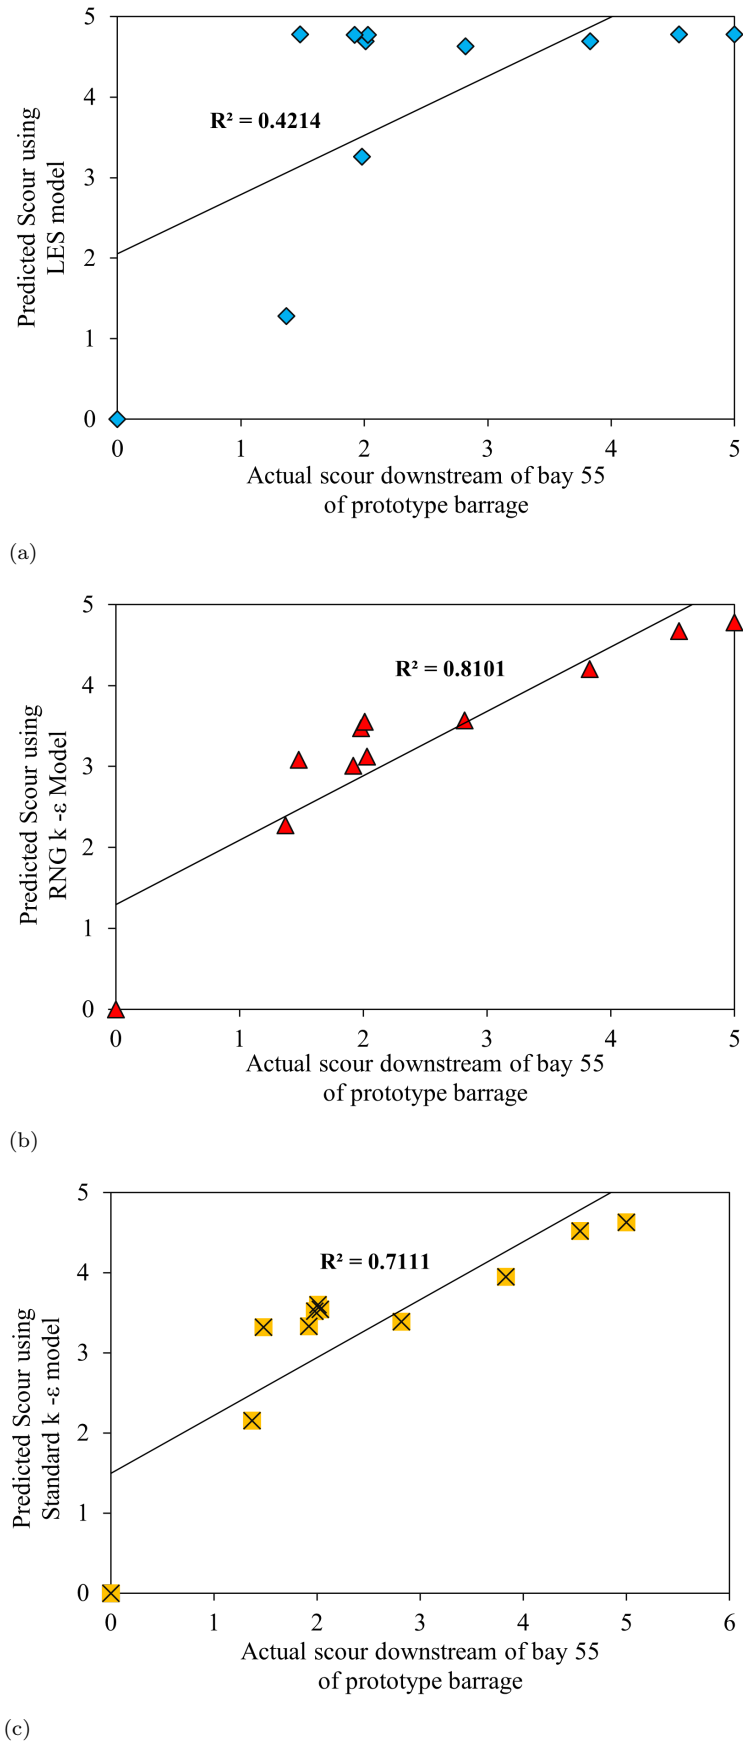 5
4
3
2
1
0
Predicted Scour using
LES model
R² = 0.4214
0 1 2 3 4 5
Actual scour downstream of bay 55
of prototype barrage
(a)
5
4
3
2
1
0
Predicted Scour using
RNG k -ε Model
R² = 0.8101
0 1 2 3 4 5
Actual scour downstream of bay 55
of prototype barrage
(b)
5
4
3
2
1
0
Predicted Scour using
Standard k -ε model
R² = 0.7111
0 1 2 3 4 5 6
Actual scour downstream of bay 55
of prototype barrage
(c)